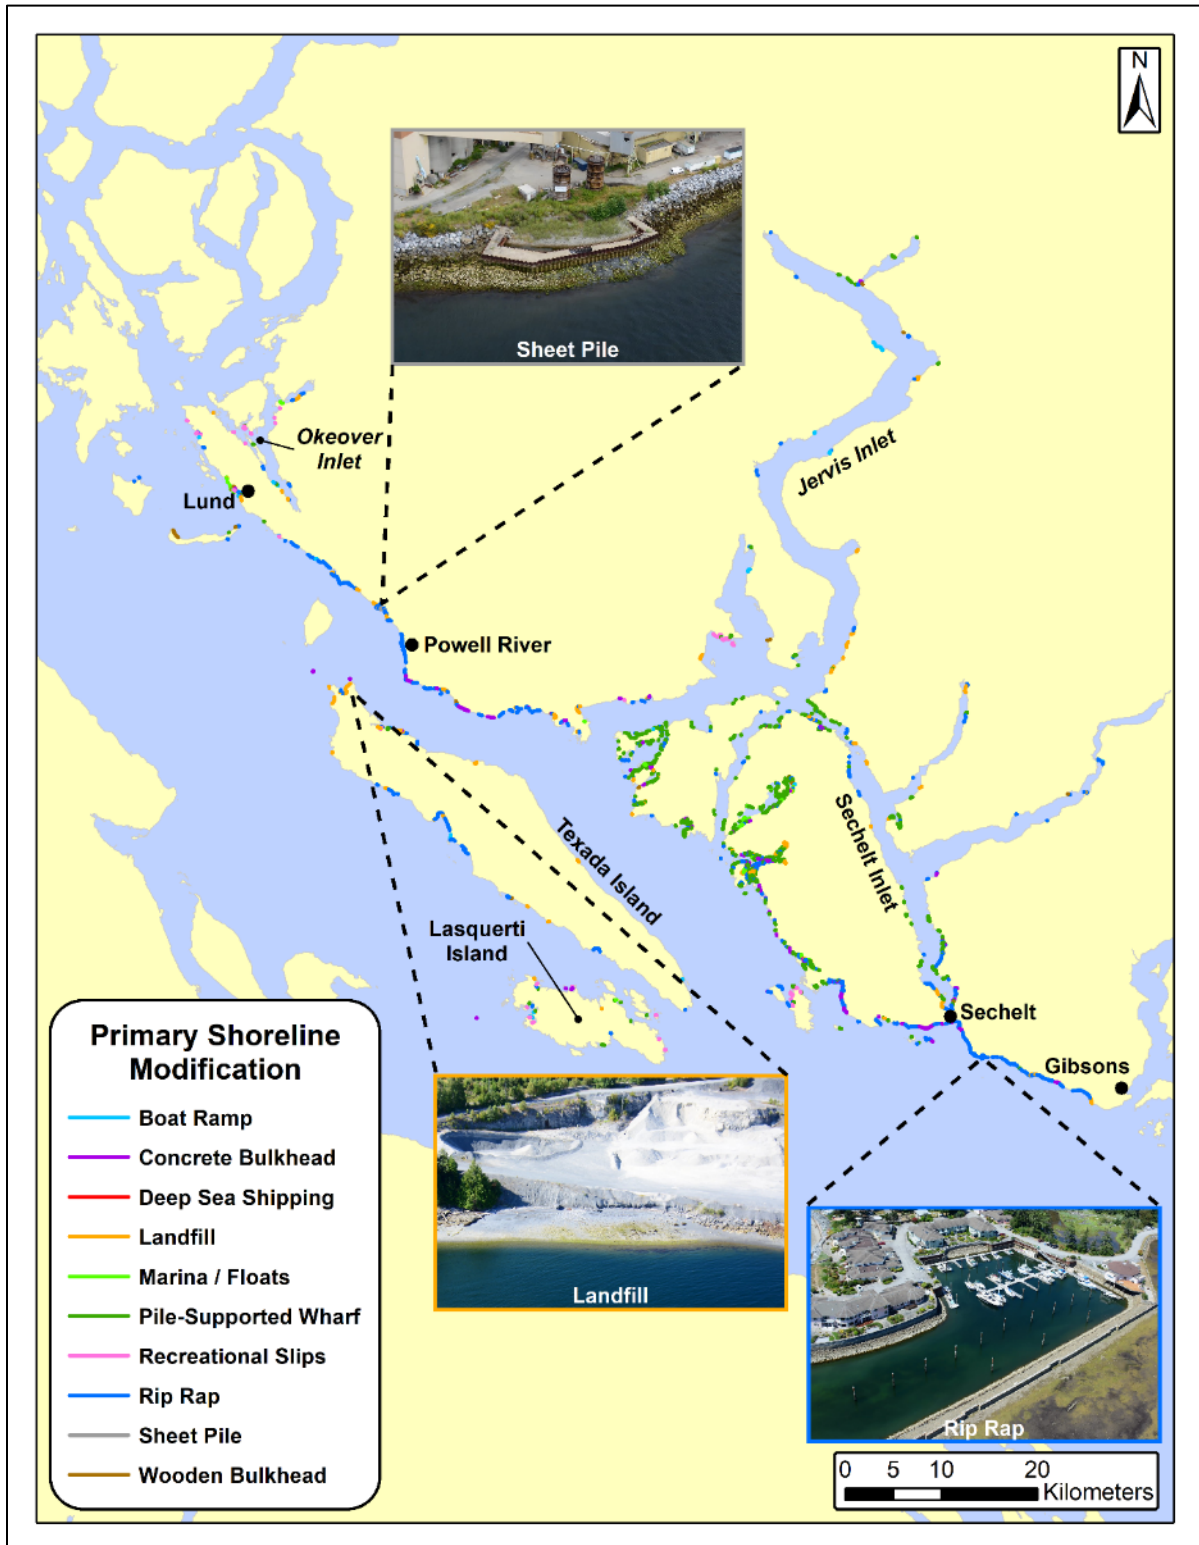 N
Sheet Pile
Okeover
Inlet
Jervis Inlet
Lund
Powell River
Texada Island
Sechelt Inlet
Lasquerti
Island
Sechelt
Gibsons
Primary Shoreline
Modification
Boat Ramp
Concrete Bulkhead
Deep Sea Shipping
Landfill
Marina / Floats
Pile-Supported Wharf
Recreational Slips
Rip Rap
Sheet Pile
Wooden Bulkhead
Landfill
Rip Rap
0 5 10 20
Kilometers